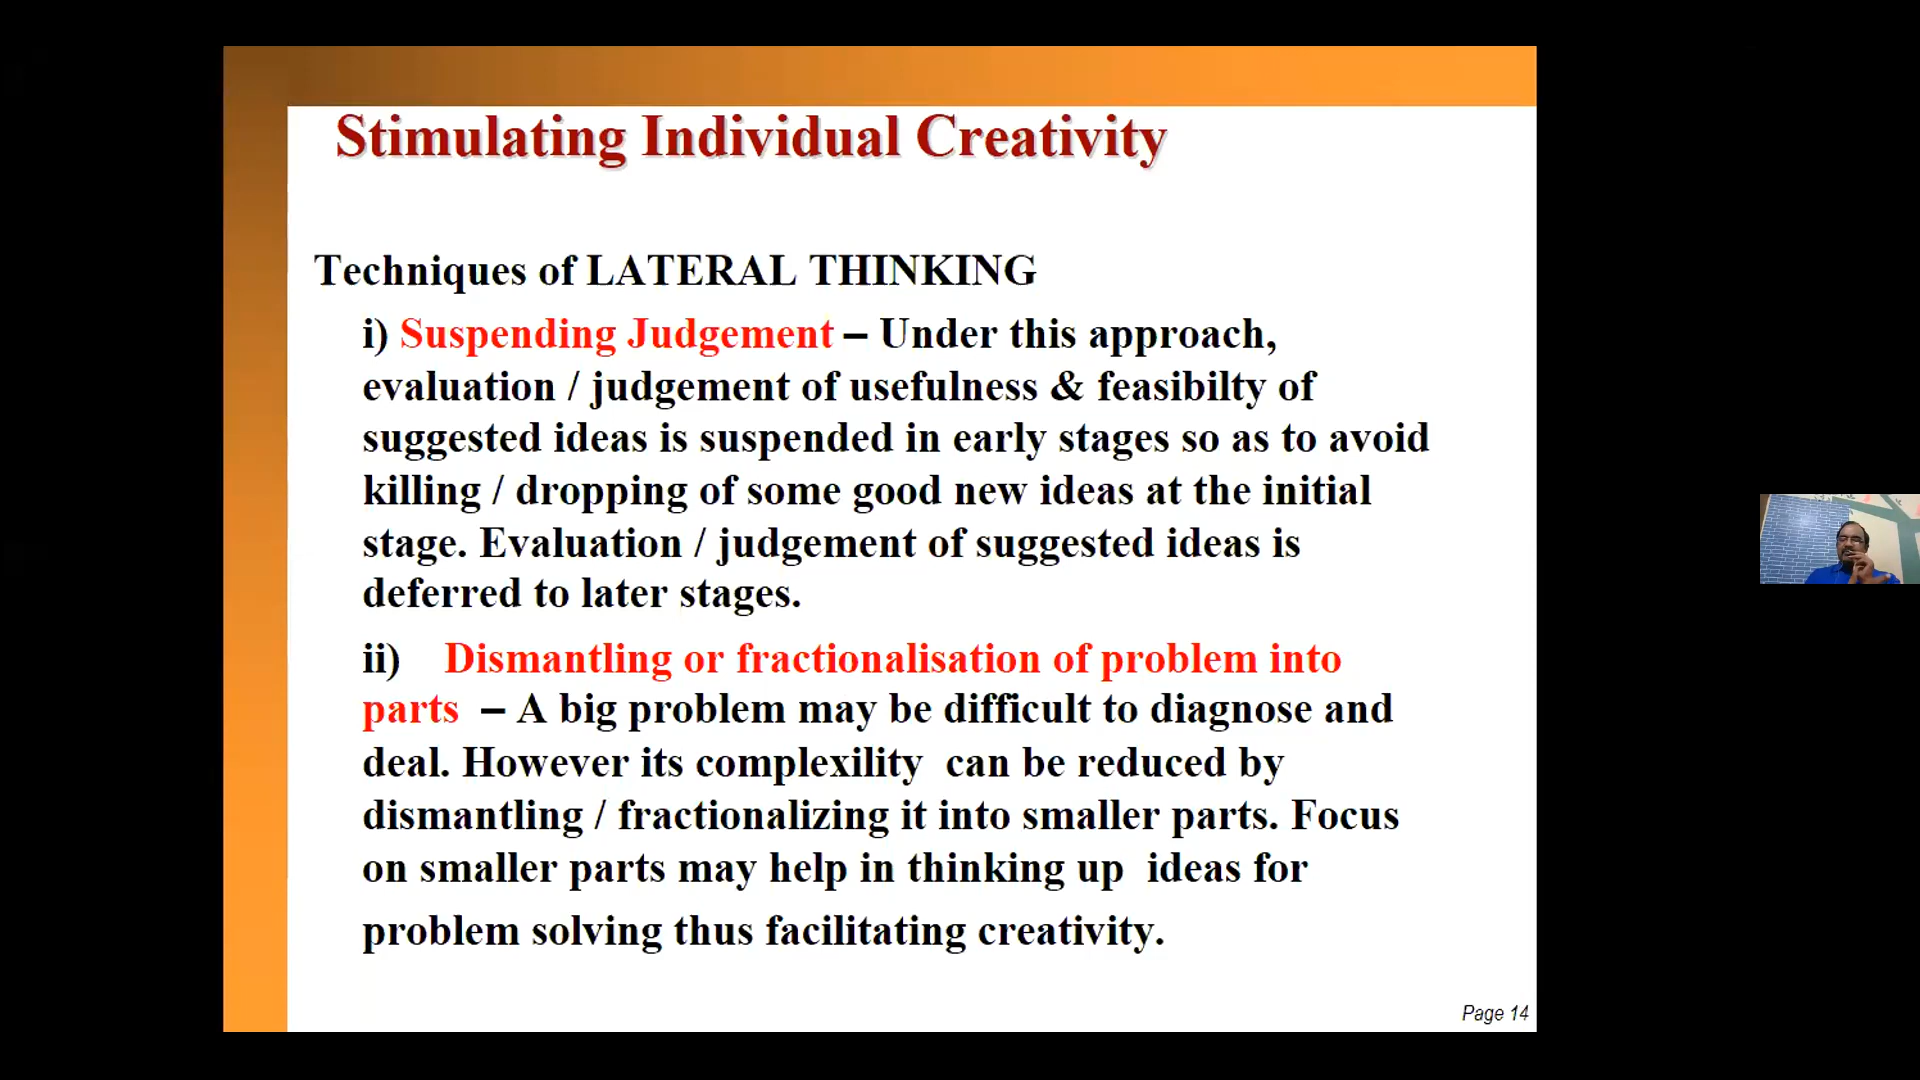 Stimulating Individual Creativity
Techniques of LATERAL THINKING
i) Suspending Judgement – Under this approach,
evaluation / judgement of usefulness & feasibilty of
suggested ideas is suspended in early stages so as to avoid
killing / dropping of some good new ideas at the initial
stage. Evaluation / judgement of suggested ideas is
deferred to later stages.
ii) Dismantling or fractionalisation of problem into
parts – A big problem may be difficult to diagnose and
deal. However its complexility can be reduced by
dismantling / fractionalizing it into smaller parts. Focus
on smaller parts may help in thinking up ideas for
problem solving thus facilitating creativity.
Page 14